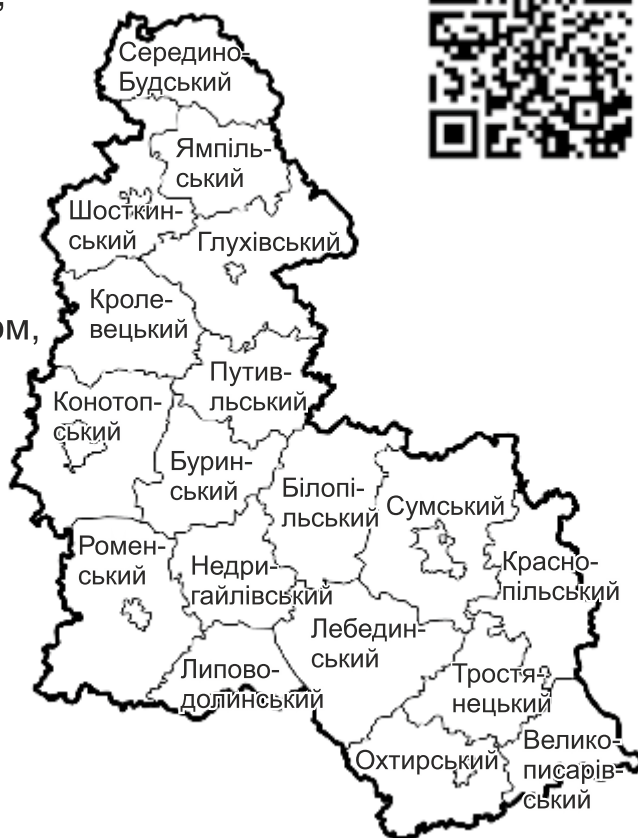 Середино-
Будський
Ямпіль-
ський
Шосткин-
ський
Глухівський
Кроле-
вецький
ом,
Путив-
льський
Конотоп-
ський
Бурин-
ський
Білопі-
льський
Сумський
Ромен-
ський
Недри-
гайлівський
Красно-
пільський
Лебедин-
ський
Липово-
долинський
Тростя-
нецький
Охтирський
Велико-
писарів-
ський